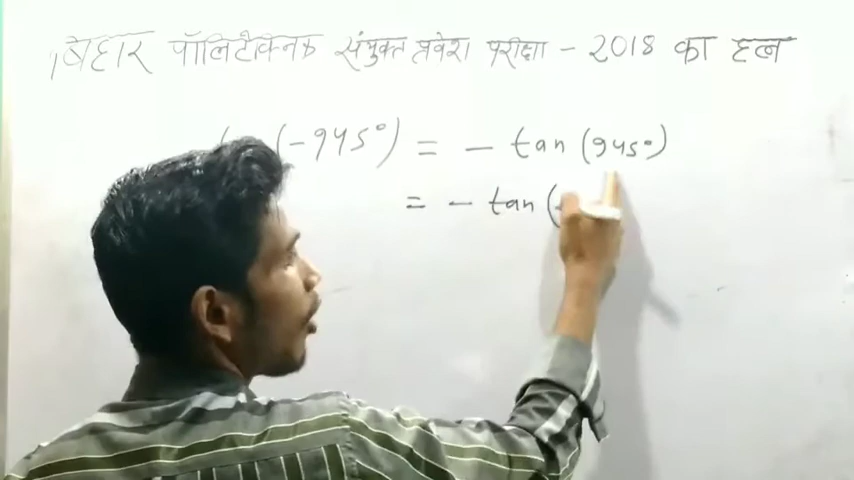 बिहार पॉलिटेक्निक संयुक्त प्रवेश परीक्षा - 2018 का हल
(-945°) = - tan (945°)
= - tan (